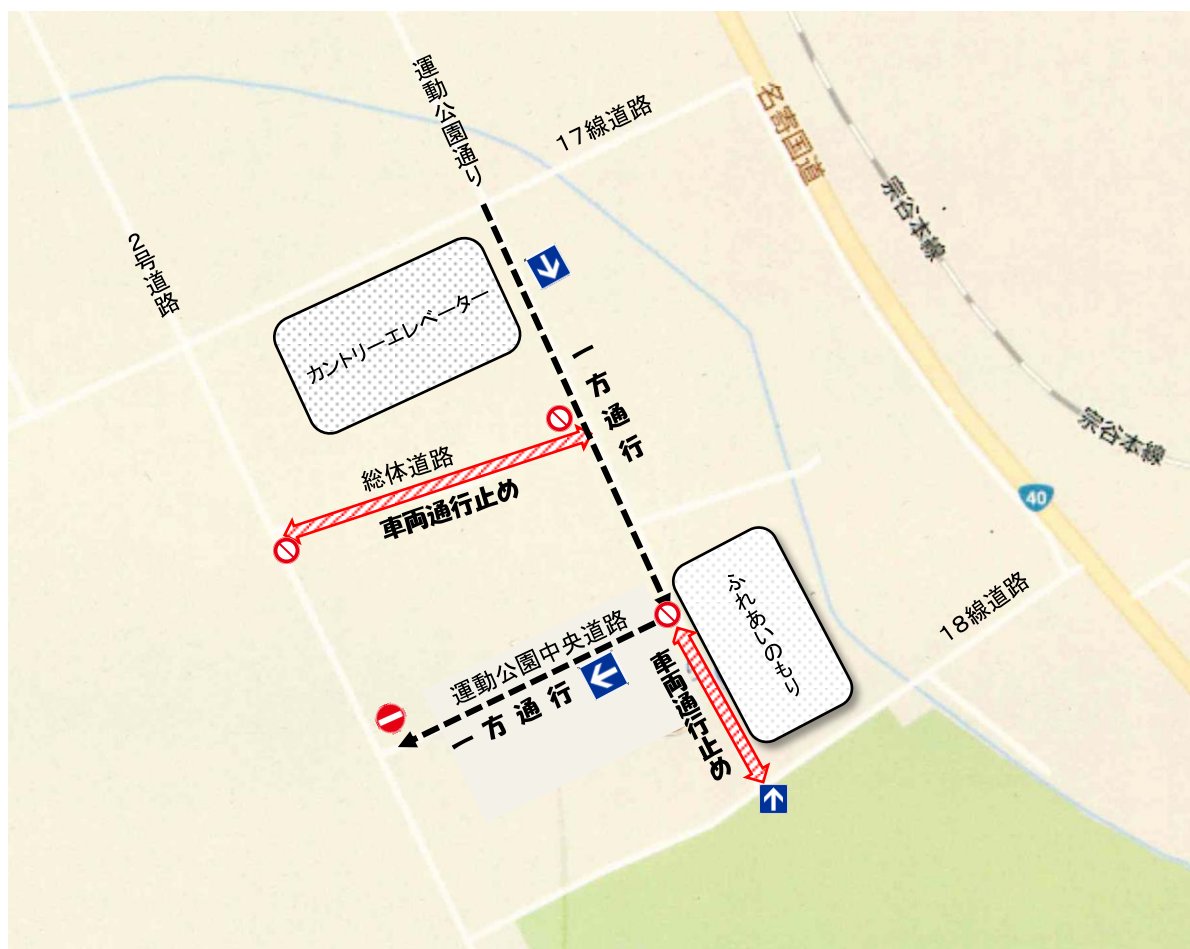 運動公園通り
17線道路
名寄国道
宗谷本線
2号道路
カントリーエレベーター
一方通行
宗谷本線
総体道路
車両通行止め
40
ふれあいのもり
18線道路
運動公園中央道路
一方通行
車両通行止め